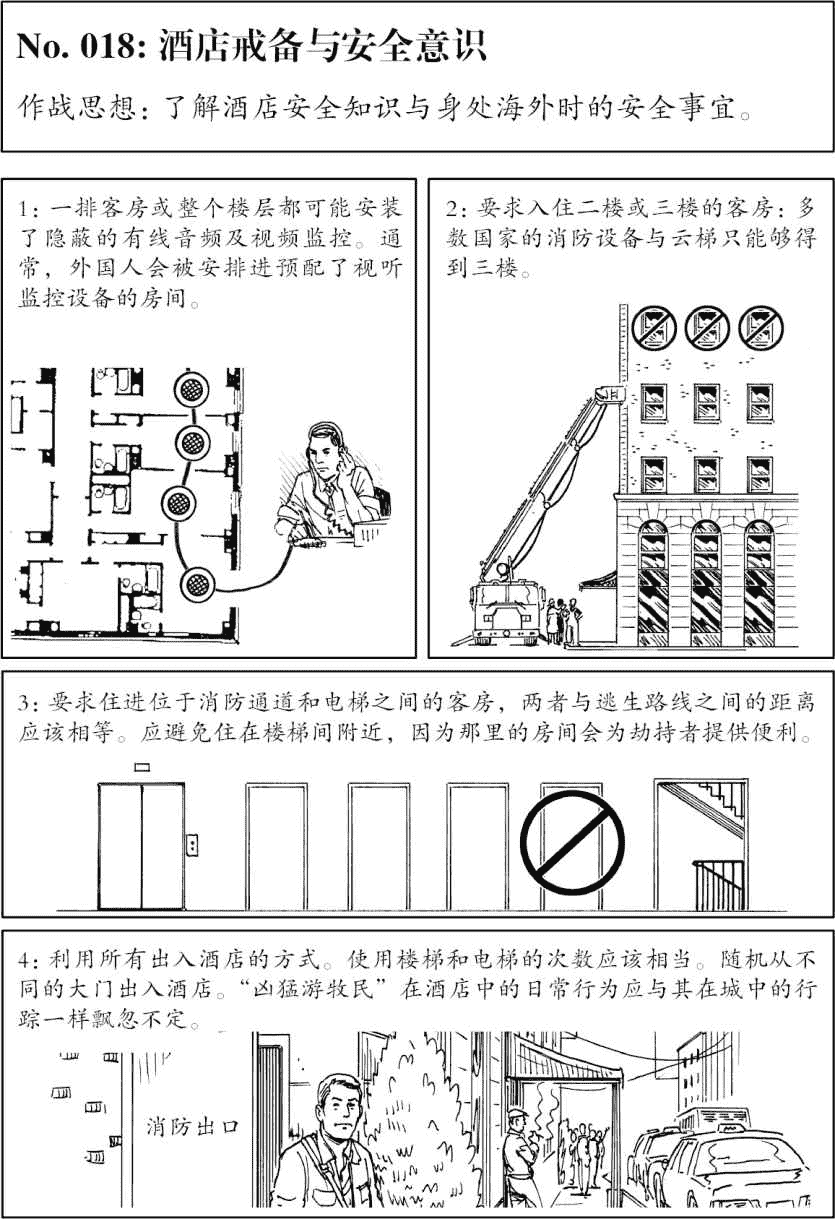 No. 018: 酒店戒备与安全意识
作战思想：了解酒店安全知识与身处海外时的安全事宜。
1：一排客房或整个楼层都可能安装
了隐蔽的有线音频及视频监控。通
常，外国人会被安排进预配了视听
监控设备的房间。
2：要求入住二楼或三楼的客房：多
数国家的消防设备与云梯只能够得
到三楼。
3：要求住进位于消防通道和电梯之间的客房，两者与逃生路线之间的距离
应该相等。应避免住在楼梯间附近，因为那里的房间会为劫持者提供便利。
4：利用所有出入酒店的方式。使用楼梯和电梯的次数应该相当。随机从不
同的大门出入酒店。“凶猛游牧民”在酒店中的日常行为应与其在城中的行
踪一样飘忽不定。
消防出口